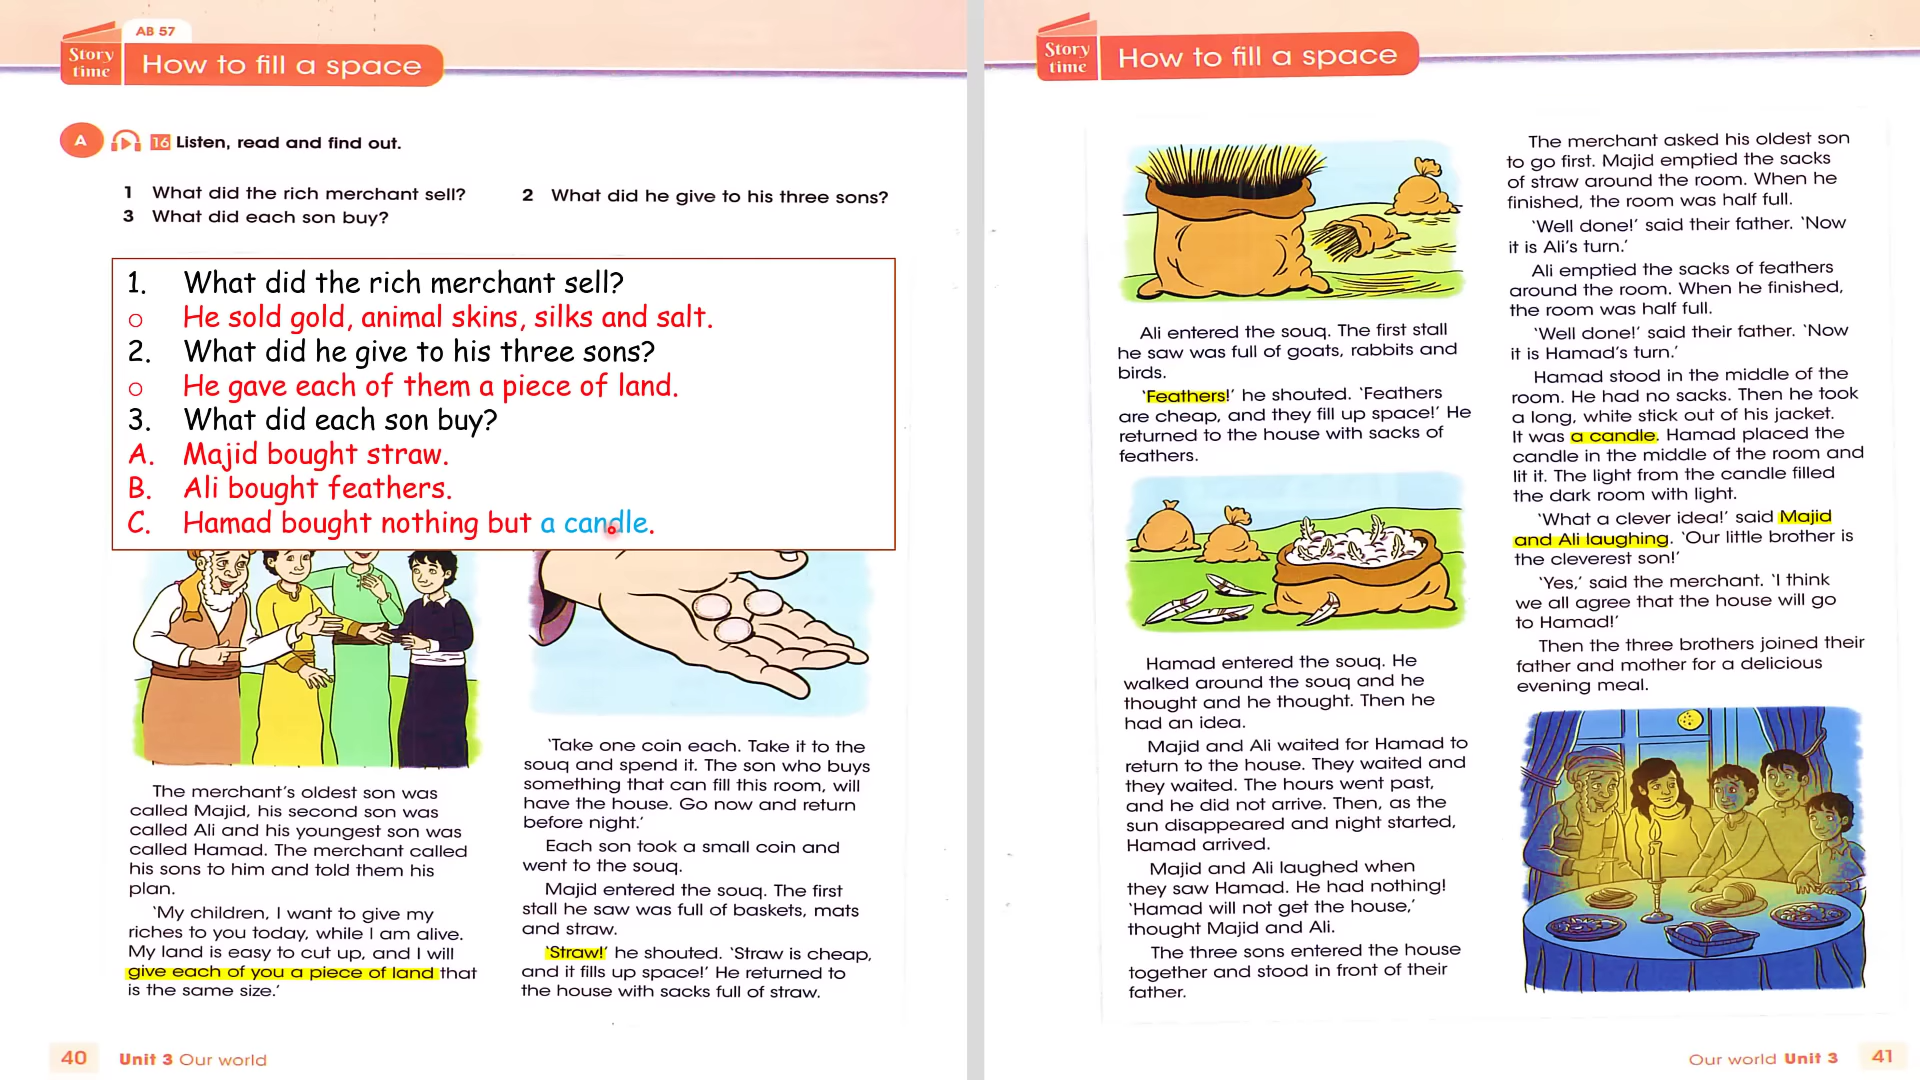 AB 57
Story
time
How to fill a space
A
16 Listen, read and find out.
1 What did the rich merchant sell?
2 What did he give to his three sons?
3 What did each son buy?
1. What did the rich merchant sell?
o He sold gold, animal skins, silks and salt.
2. What did he give to his three sons?
o He gave each of them a piece of land.
3. What did each son buy?
A. Majid bought straw.
B. Ali bought feathers.
C. Hamad bought nothing but a candle.
The merchant's oldest son was
called Majid, his second son was
called Ali and his youngest son was
called Hamad. The merchant called
his sons to him and told them his
plan.
'My children, I want to give my
riches to you today, while I am alive.
My land is easy to cut up, and I will
give each of you a piece of land that
is the same size.'
'Take one coin each. Take it to the
souq and spend it. The son who buys
something that can fill this room, will
have the house. Go now and return
before night.'
Each son took a small coin and
went to the souq.
Majid entered the souq. The first
stall he saw was full of baskets, mats
and straw.
'Straw!' he shouted. 'Straw is cheap,
and it fills up space!' He returned to
the house with sacks full of straw.
40 Unit 3 Our world
Story
time
How to fill a space
Ali entered the souq. The first stall
he saw was full of goats, rabbits and
birds.
'Feathers!' he shouted. 'Feathers
are cheap, and they fill up space!' He
returned to the house with sacks of
feathers.
Hamad entered the souq. He
walked around the souq and he
thought and he thought. Then he
had an idea.
Majid and Ali waited for Hamad to
return to the house. They waited and
they waited. The hours went past,
and he did not arrive. Then, as the
sun disappeared and night started,
Hamad arrived.
Majid and Ali laughed when
they saw Hamad. He had nothing!
'Hamad will not get the house,'
thought Majid and Ali.
The three sons entered the house
together and stood in front of their
father.
The merchant asked his oldest son
to go first. Majid emptied the sacks
of straw around the room. When he
finished, the room was half full.
'Well done!' said their father. 'Now
it is Ali's turn.'
Ali emptied the sacks of feathers
around the room. When he finished,
the room was half full.
'Well done!' said their father. 'Now
it is Hamad's turn.'
Hamad stood in the middle of the
room. He had no sacks. Then he took
a long, white stick out of his jacket.
It was a candle. Hamad placed the
candle in the middle of the room and
lit it. The light from the candle filled
the dark room with light.
'What a clever idea!' said Majid
and Ali laughing. 'Our little brother is
the cleverest son!'
'Yes,' said the merchant. 'I think
we all agree that the house will go
to Hamad!'
Then the three brothers joined their
father and mother for a delicious
evening meal.
Our world Unit 3 41